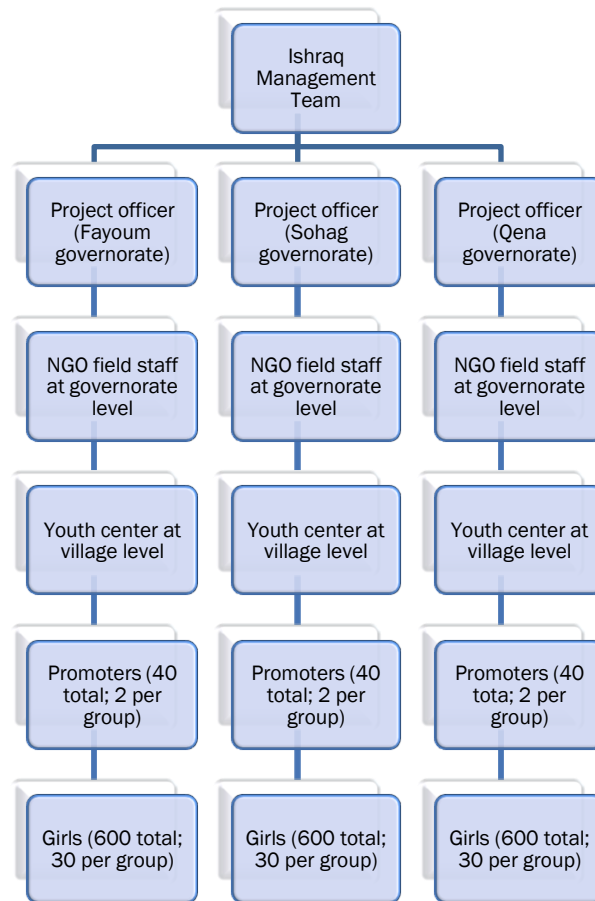 Ishraq
Management
Team
Project officer
(Fayoum
governorate)
Project officer
(Sohag
governorate)
Project officer
(Qena
governorate)
NGO field staff
at governorate
level
NGO field staff
at governorate
level
NGO field staff
at governorate
level
Youth center at
village level
Youth center at
village level
Youth center at
village level
Promoters (40
total; 2 per
group)
Promoters (40
total; 2 per
group)
Promoters (40
tota; 2 per
group)
Girls (600 total;
30 per group)
Girls (600 total;
30 per group)
Girls (600 total;
30 per group)